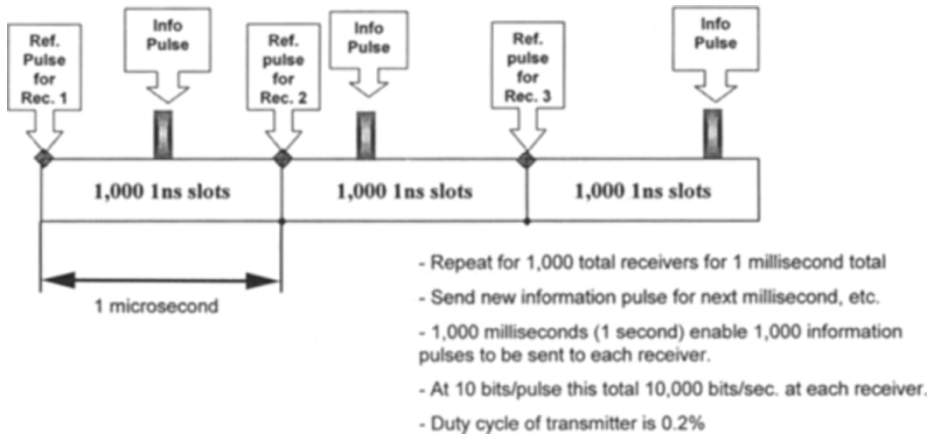 Ref.
Pulse
for
Rec. 1
Info
Pulse
Ref.
pulse
for
Rec. 2
Info
Pulse
Ref.
pulse
for
Rec. 3
Info
Pulse
1,000 1ns slots
1,000 1ns slots
1,000 1ns slots
1 microsecond
- Repeat for 1,000 total receivers for 1 millisecond total
- Send new information pulse for next millisecond, etc.
- 1,000 milliseconds (1 second) enable 1,000 information
pulses to be sent to each receiver.
- At 10 bits/pulse this total 10,000 bits/sec. at each receiver.
- Duty cycle of transmitter is 0.2%